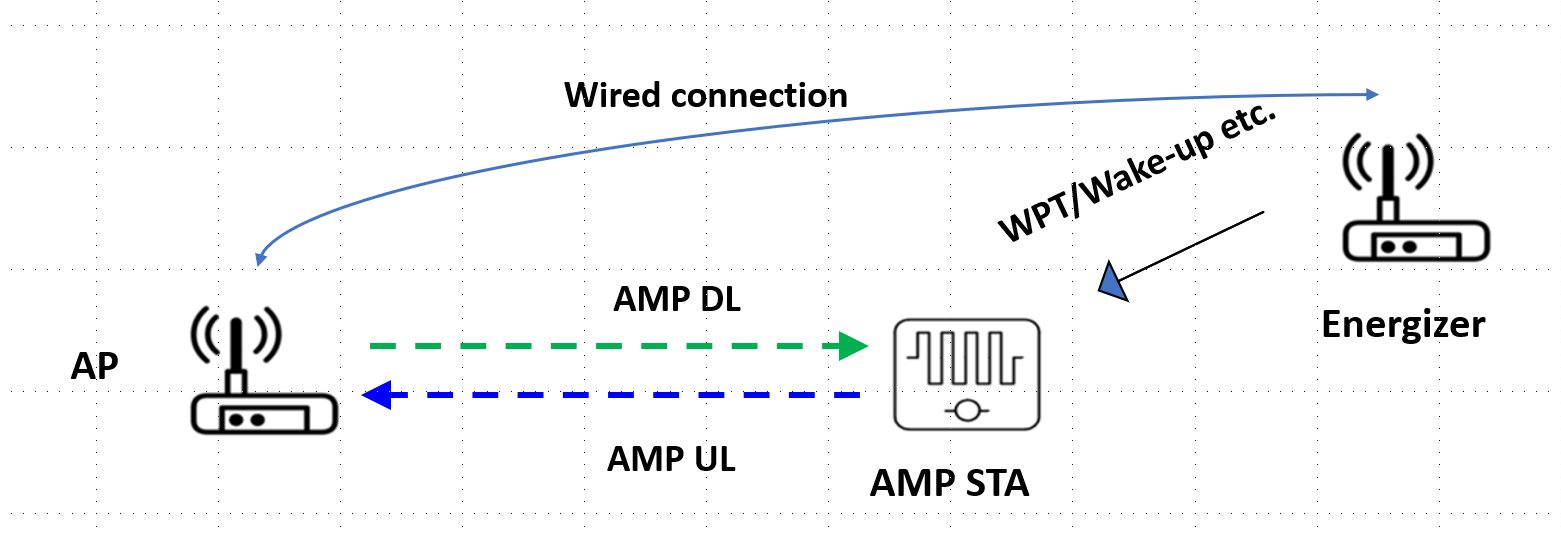 Wired connection
WPT/Wake-up etc.
AMP DL
Energizer
AP
AMP UL
AMP STA